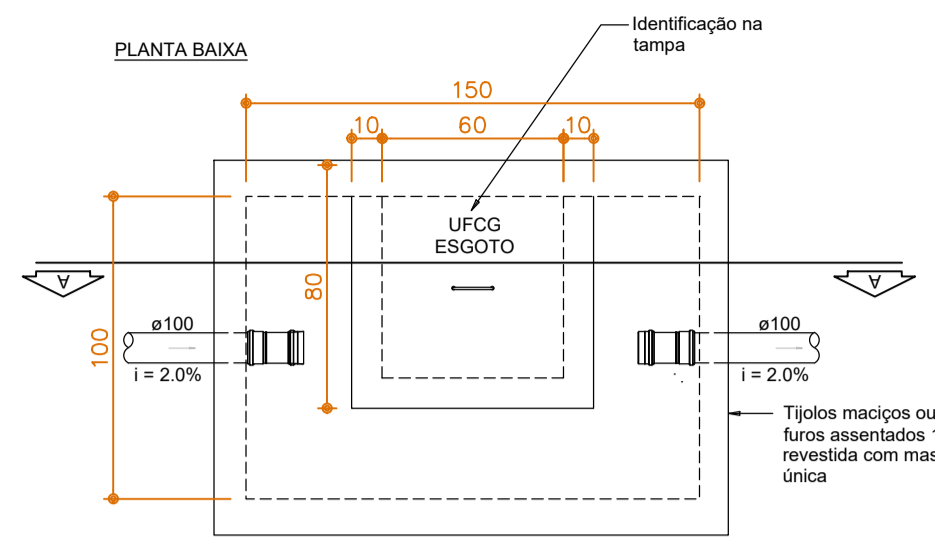 PLANTA BAIXA
Identificação na
tampa
150
10
60
10
UFCG
ESGOTO
A
A
80
100
ø100
i = 2.0%
ø100
i = 2.0%
Tijolos maciços ou
furos assentados
revestida com mas
única